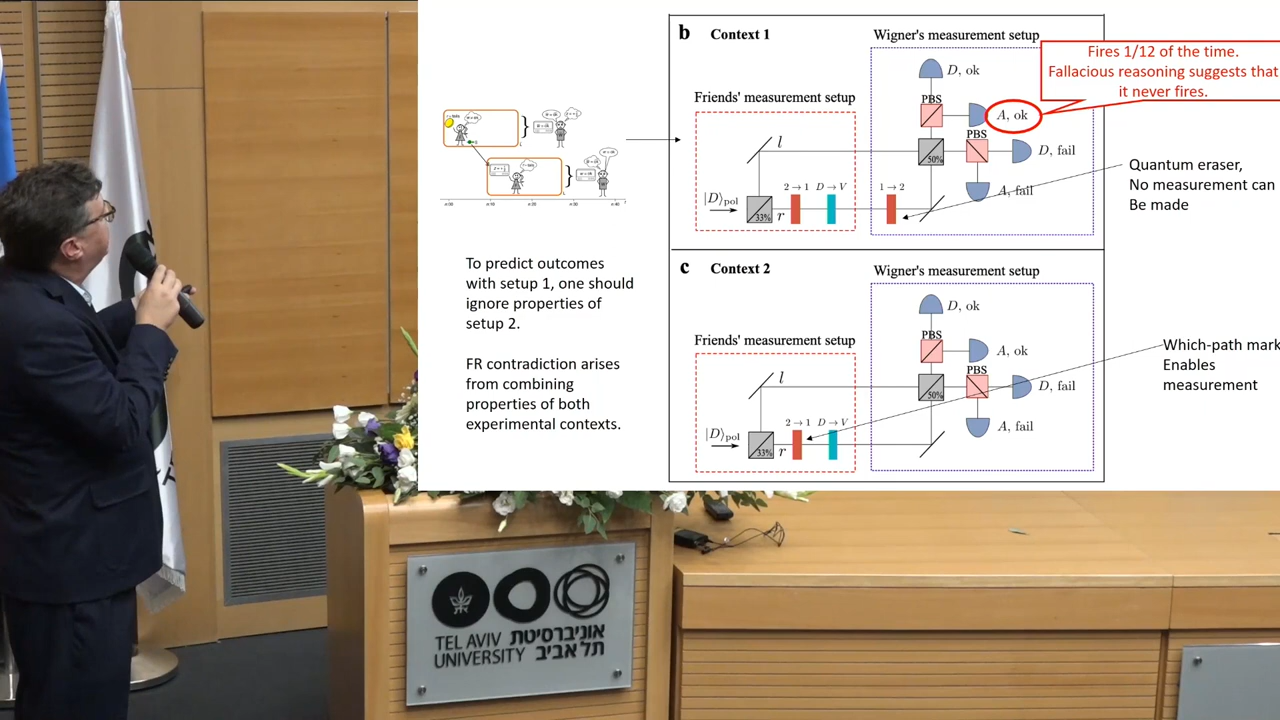 b Context 1
Wigner's measurement setup
Fires 1/12 of the time.
Fallacious reasoning suggests that
it never fires.
D, ok
PBS
A, ok
PBS
D, fail
A, fail
50%
Friends' measurement setup
l
2 → 1 D → V 1 → 2
|D⟩pol
33%
r
Quantum eraser,
No measurement can
Be made
To predict outcomes
with setup 1, one should
ignore properties of
setup 2.
FR contradiction arises
from combining
properties of both
experimental contexts.
c Context 2
Wigner's measurement setup
D, ok
PBS
A, ok
PBS
D, fail
A, fail
50%
Friends' measurement setup
l
2 → 1 D → V
|D⟩pol
33%
r
Which-path mark
Enables
measurement
TEL AVIV אוניברסיטת
UNIVERSITY תל אביב